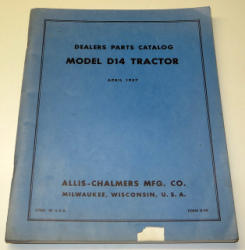 DEALERS PARTS CATALOG
MODEL D14 TRACTOR
APRIL 1957
ALLIS-CHALMERS MFG. CO.
MILWAUKEE, WISCONSIN, U. S. A.